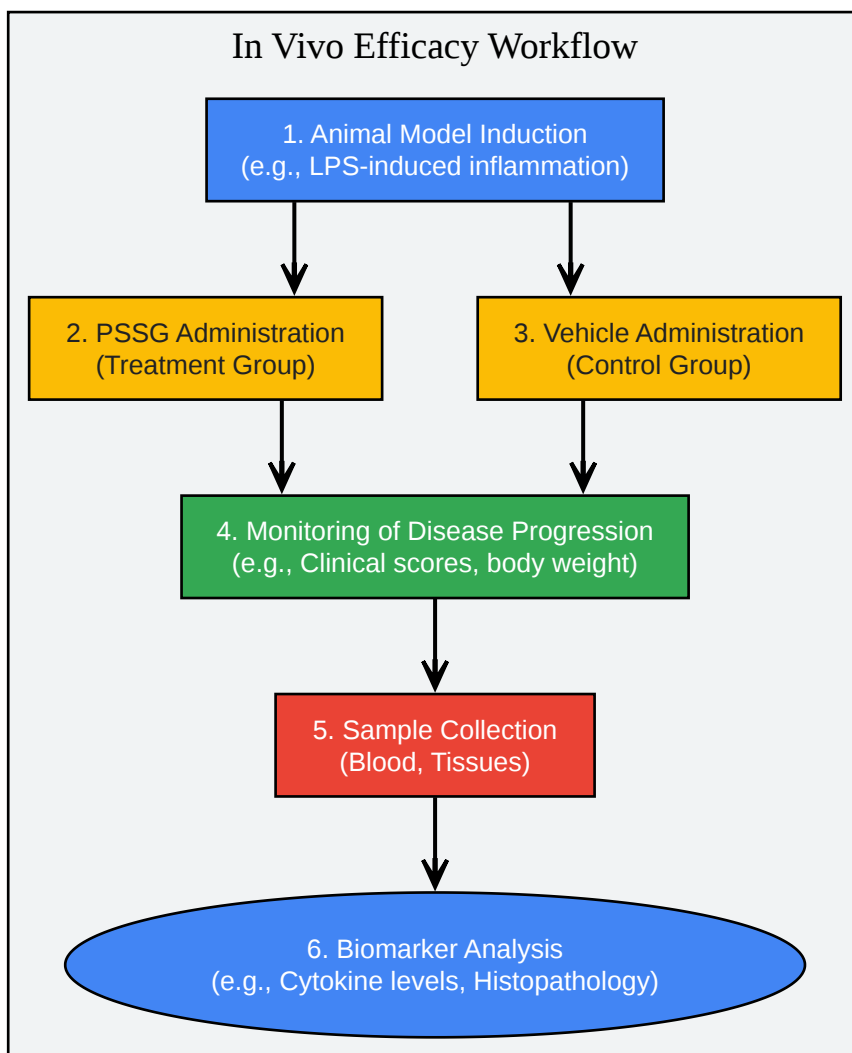 In Vivo Efficacy Workflow
1. Animal Model Induction
(e.g., LPS-induced inflammation)
2. PSSG Administration
(Treatment Group)
3. Vehicle Administration
(Control Group)
4. Monitoring of Disease Progression
(e.g., Clinical scores, body weight)
5. Sample Collection
(Blood, Tissues)
6. Biomarker Analysis
(e.g., Cytokine levels, Histopathology)